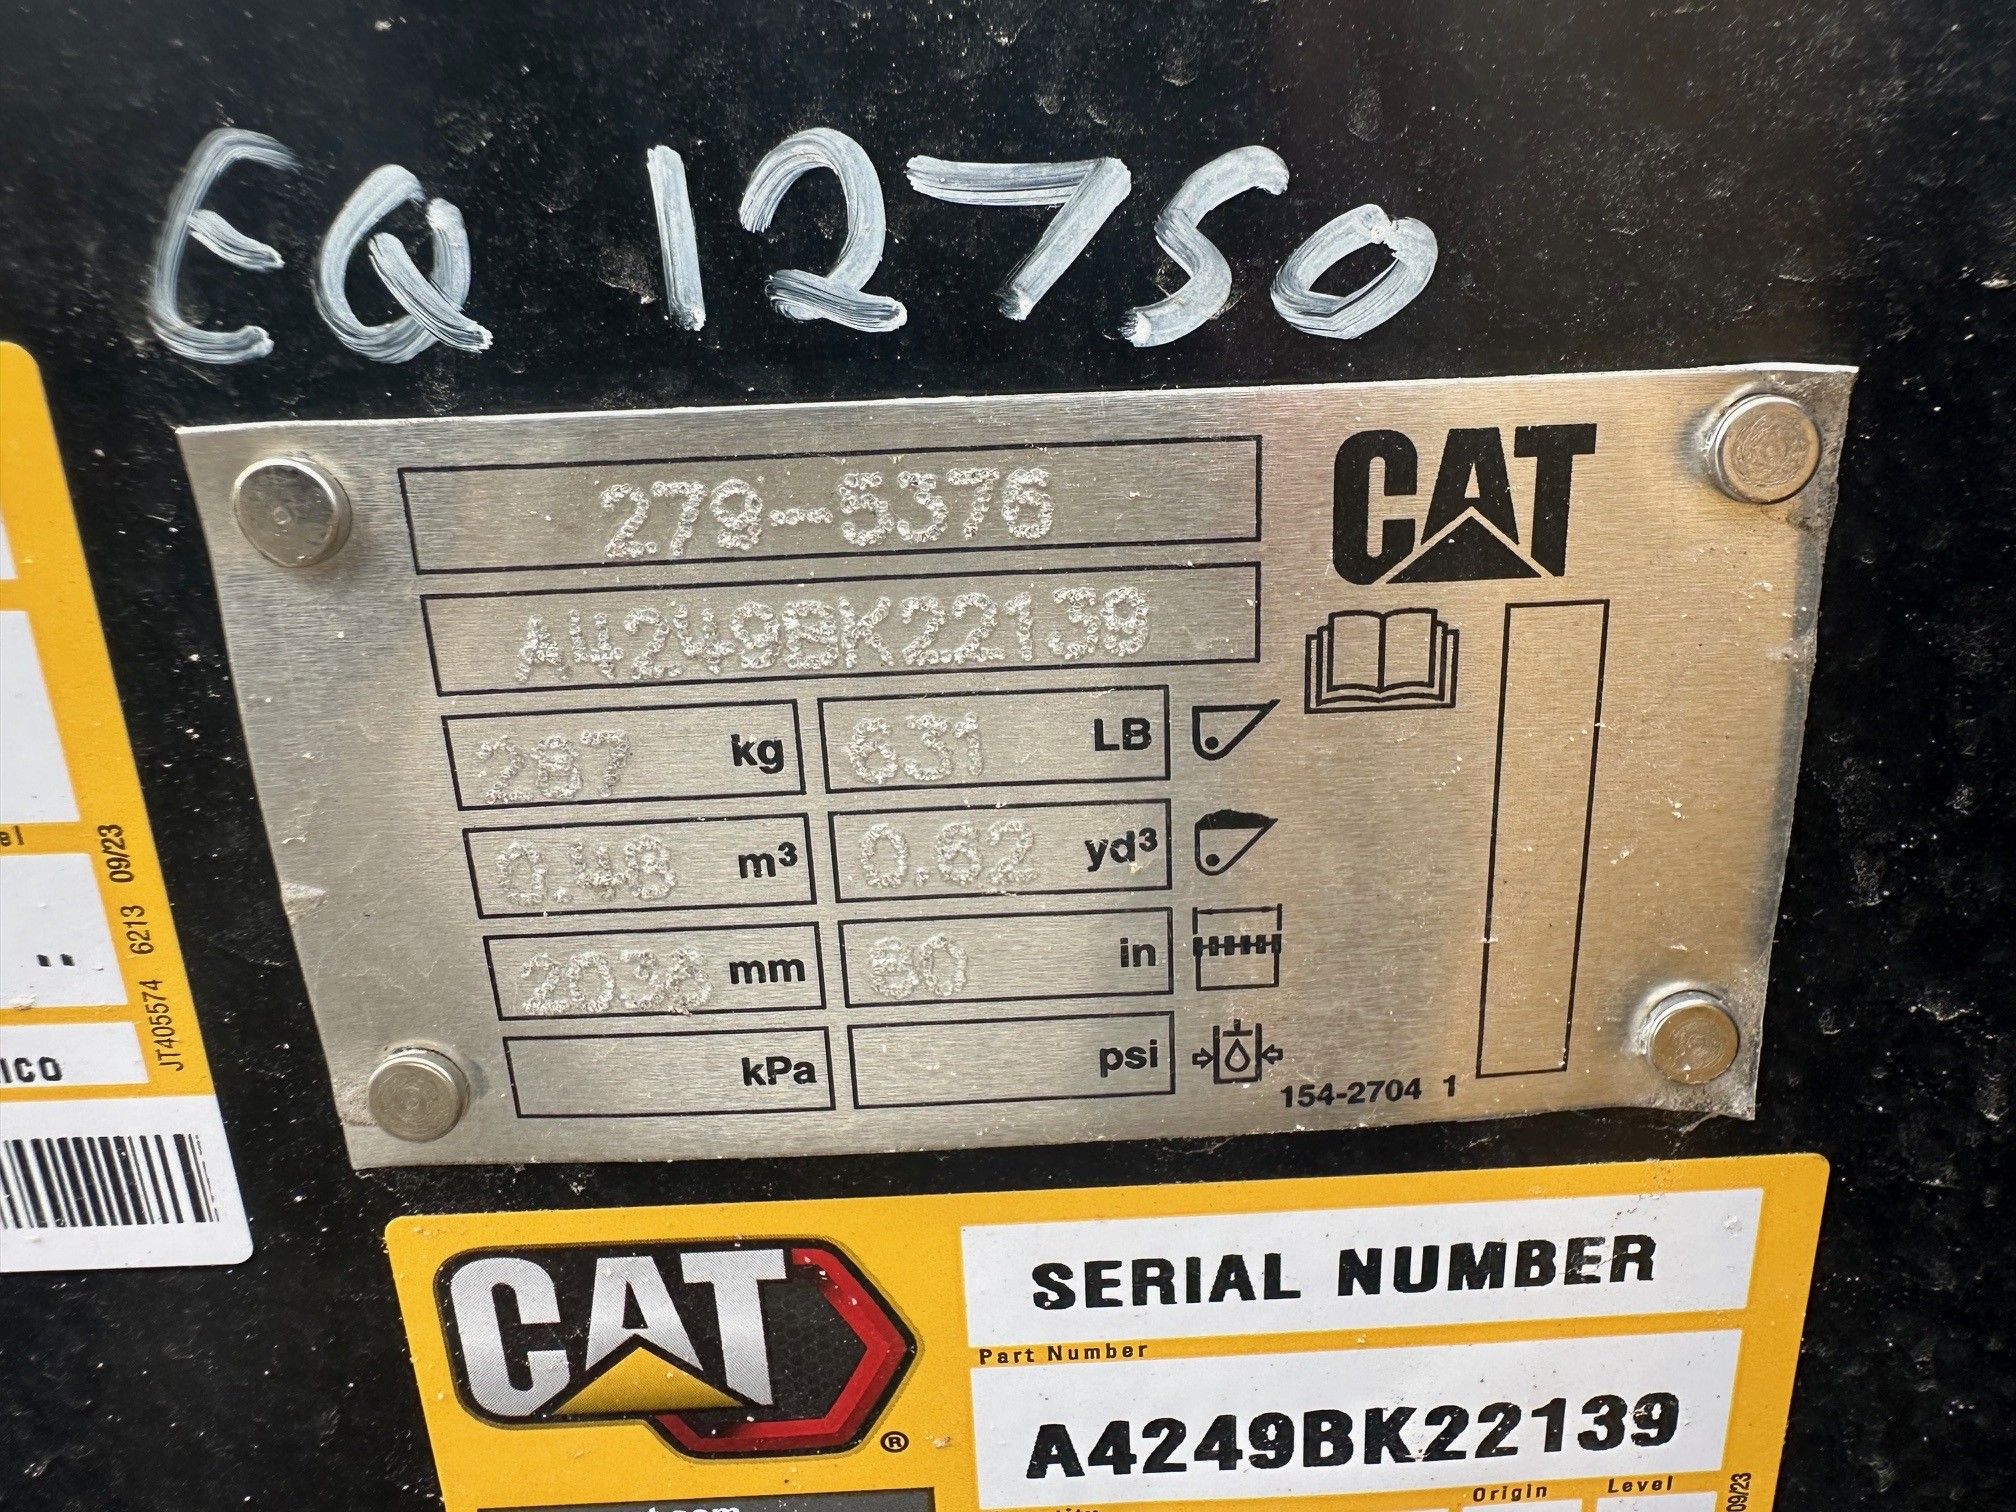 EQ 12750
279-5376
CAT
A4249BK22139
287 kg 631 LB
0.48 m³ 0.62 yd³
2036 mm 80 in
kPa psi
154-2704 1
JT405574 6213 09/23
ICO
CAT ®
SERIAL NUMBER
Part Number
A4249BK22139
Origin Level
09/23